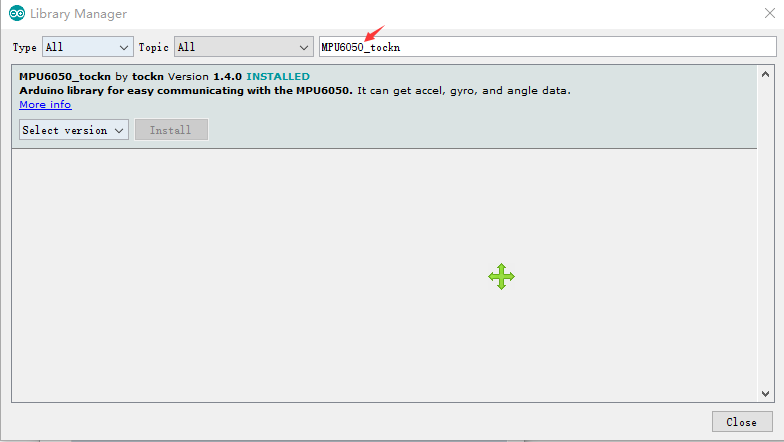 Library Manager
Type All Topic All MPU6050_tockn
MPU6050_tockn by tockn Version 1.4.0 INSTALLED
Arduino library for easy communicating with the MPU6050. It can get accel, gyro, and angle data.
More info
Select version Install
Close